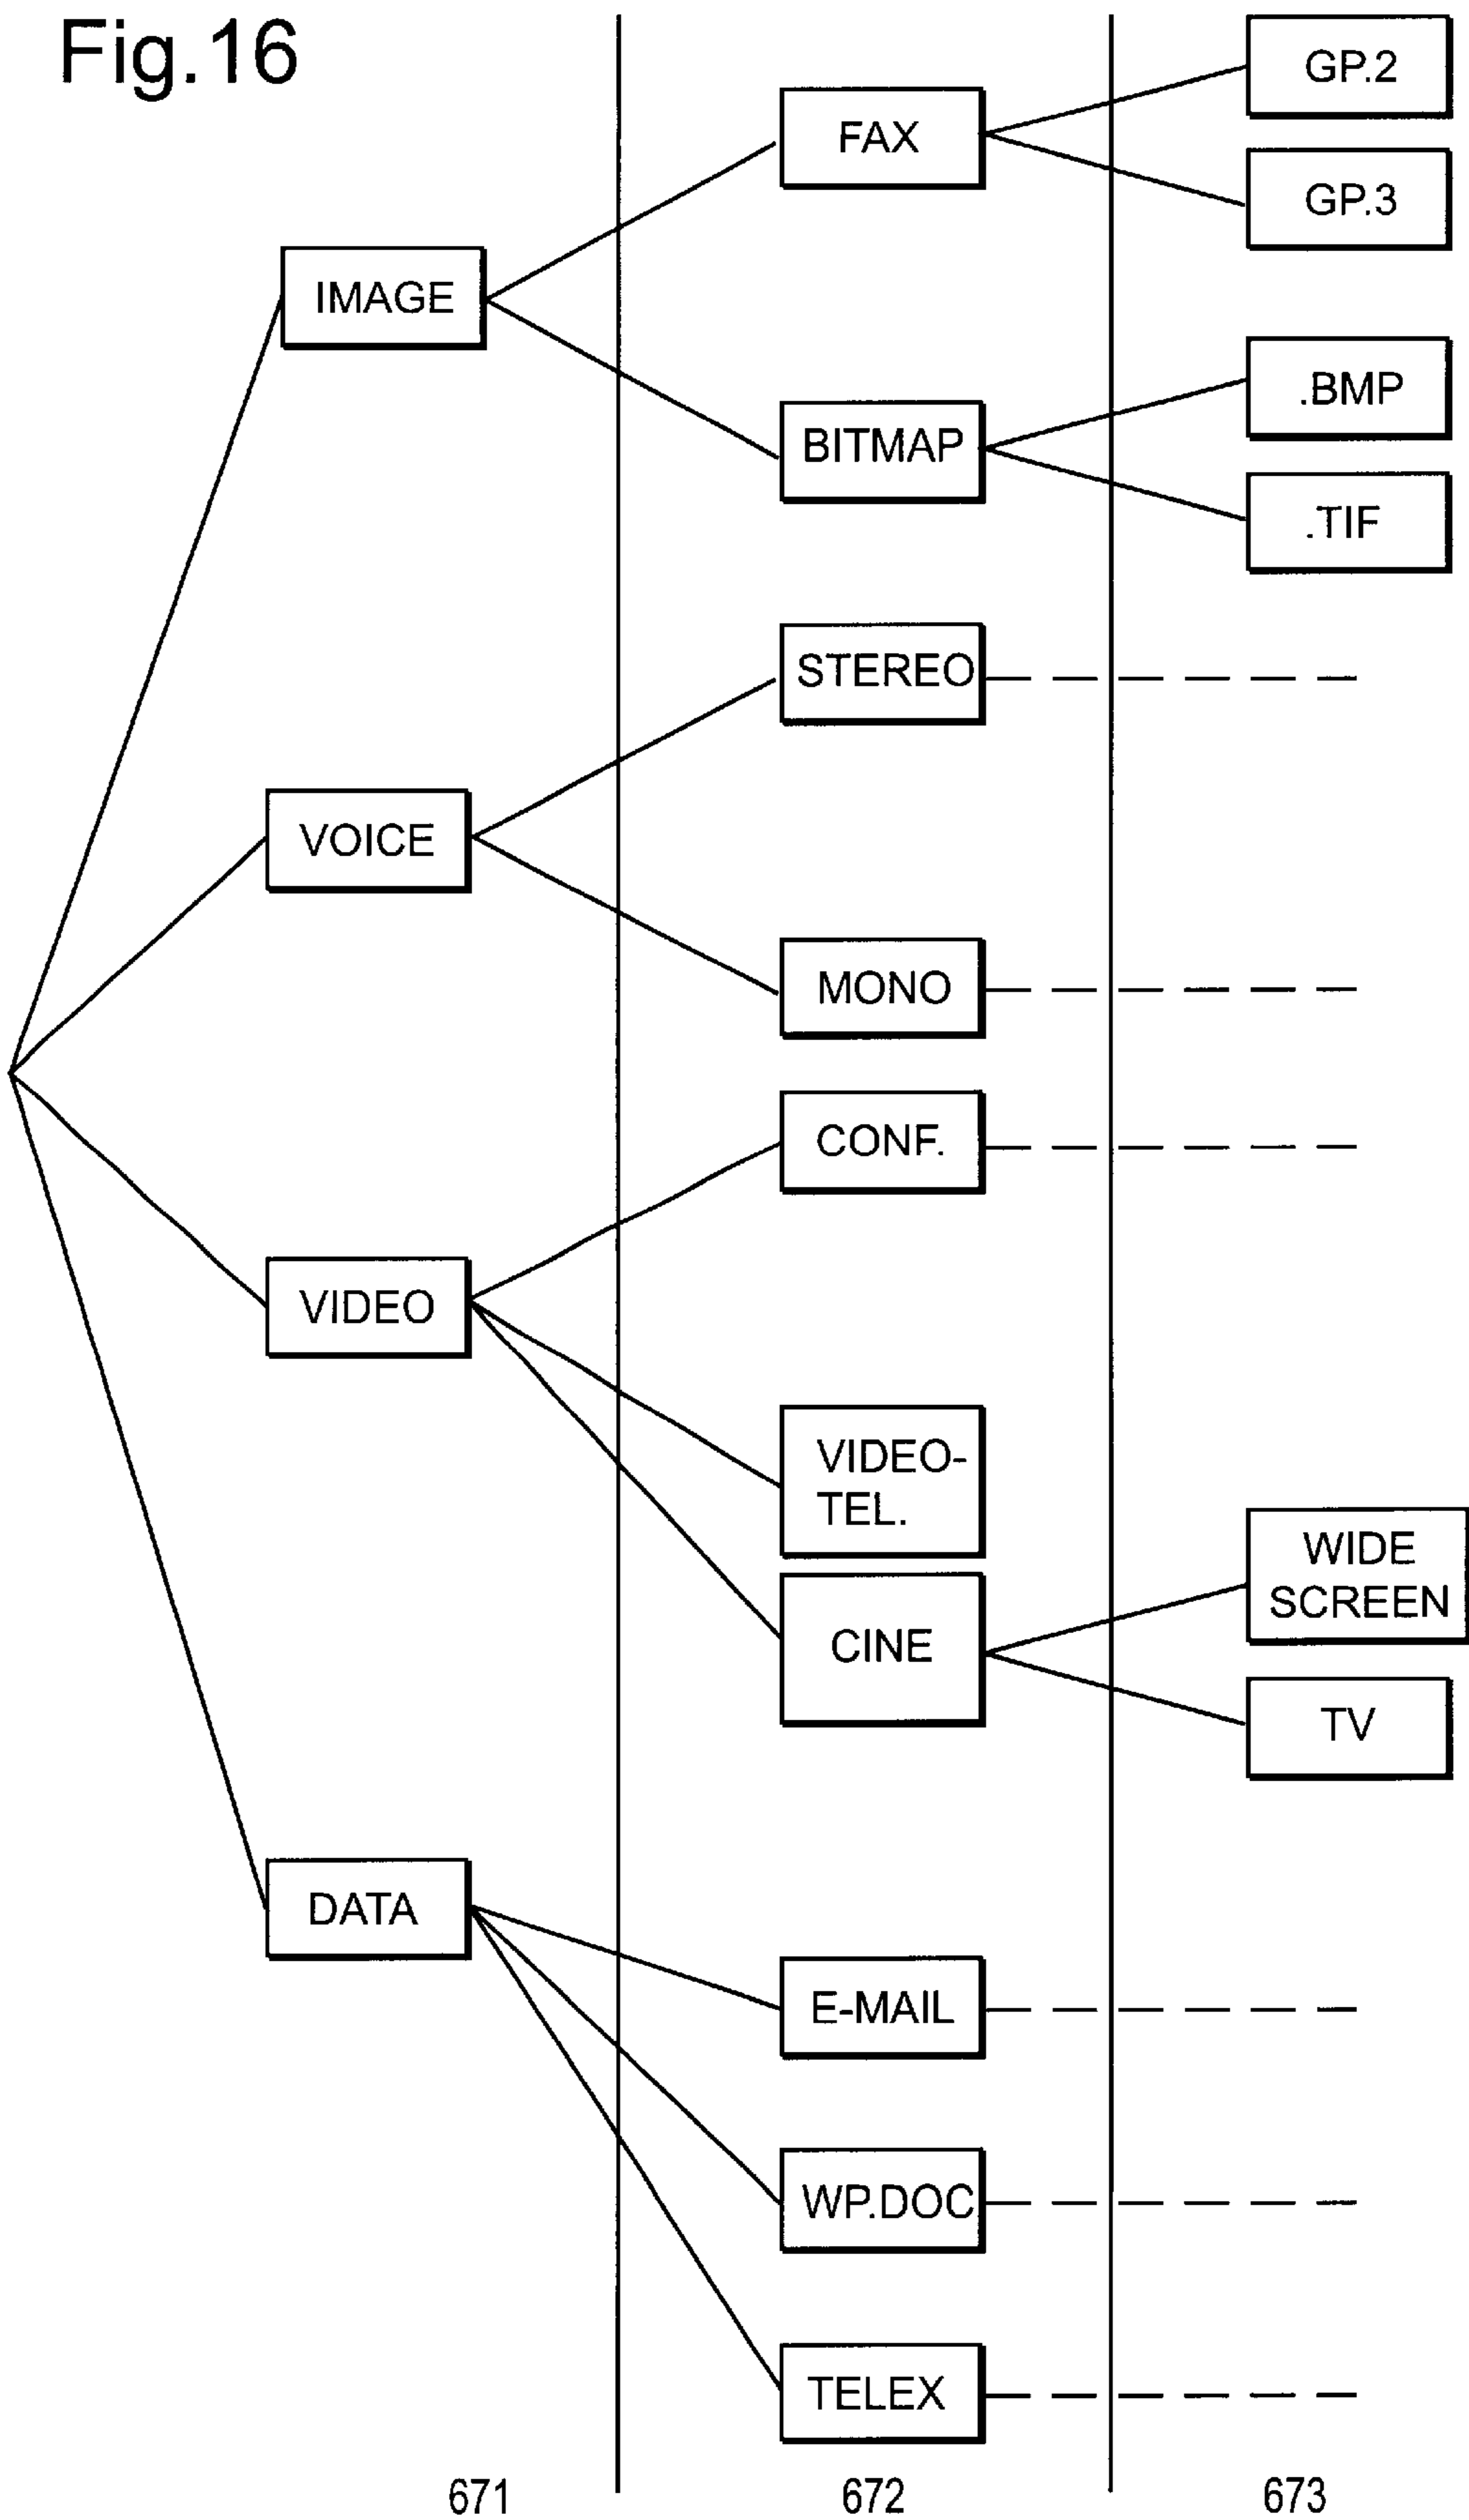 Fig.16
GP.2
FAX
GP.3
IMAGE
.BMP
BITMAP
.TIF
STEREO
VOICE
MONO
CONF.
VIDEO
VIDEO-
TEL.
WIDE
SCREEN
CINE
TV
DATA
E-MAIL
WP.DOC
TELEX
671
672
673